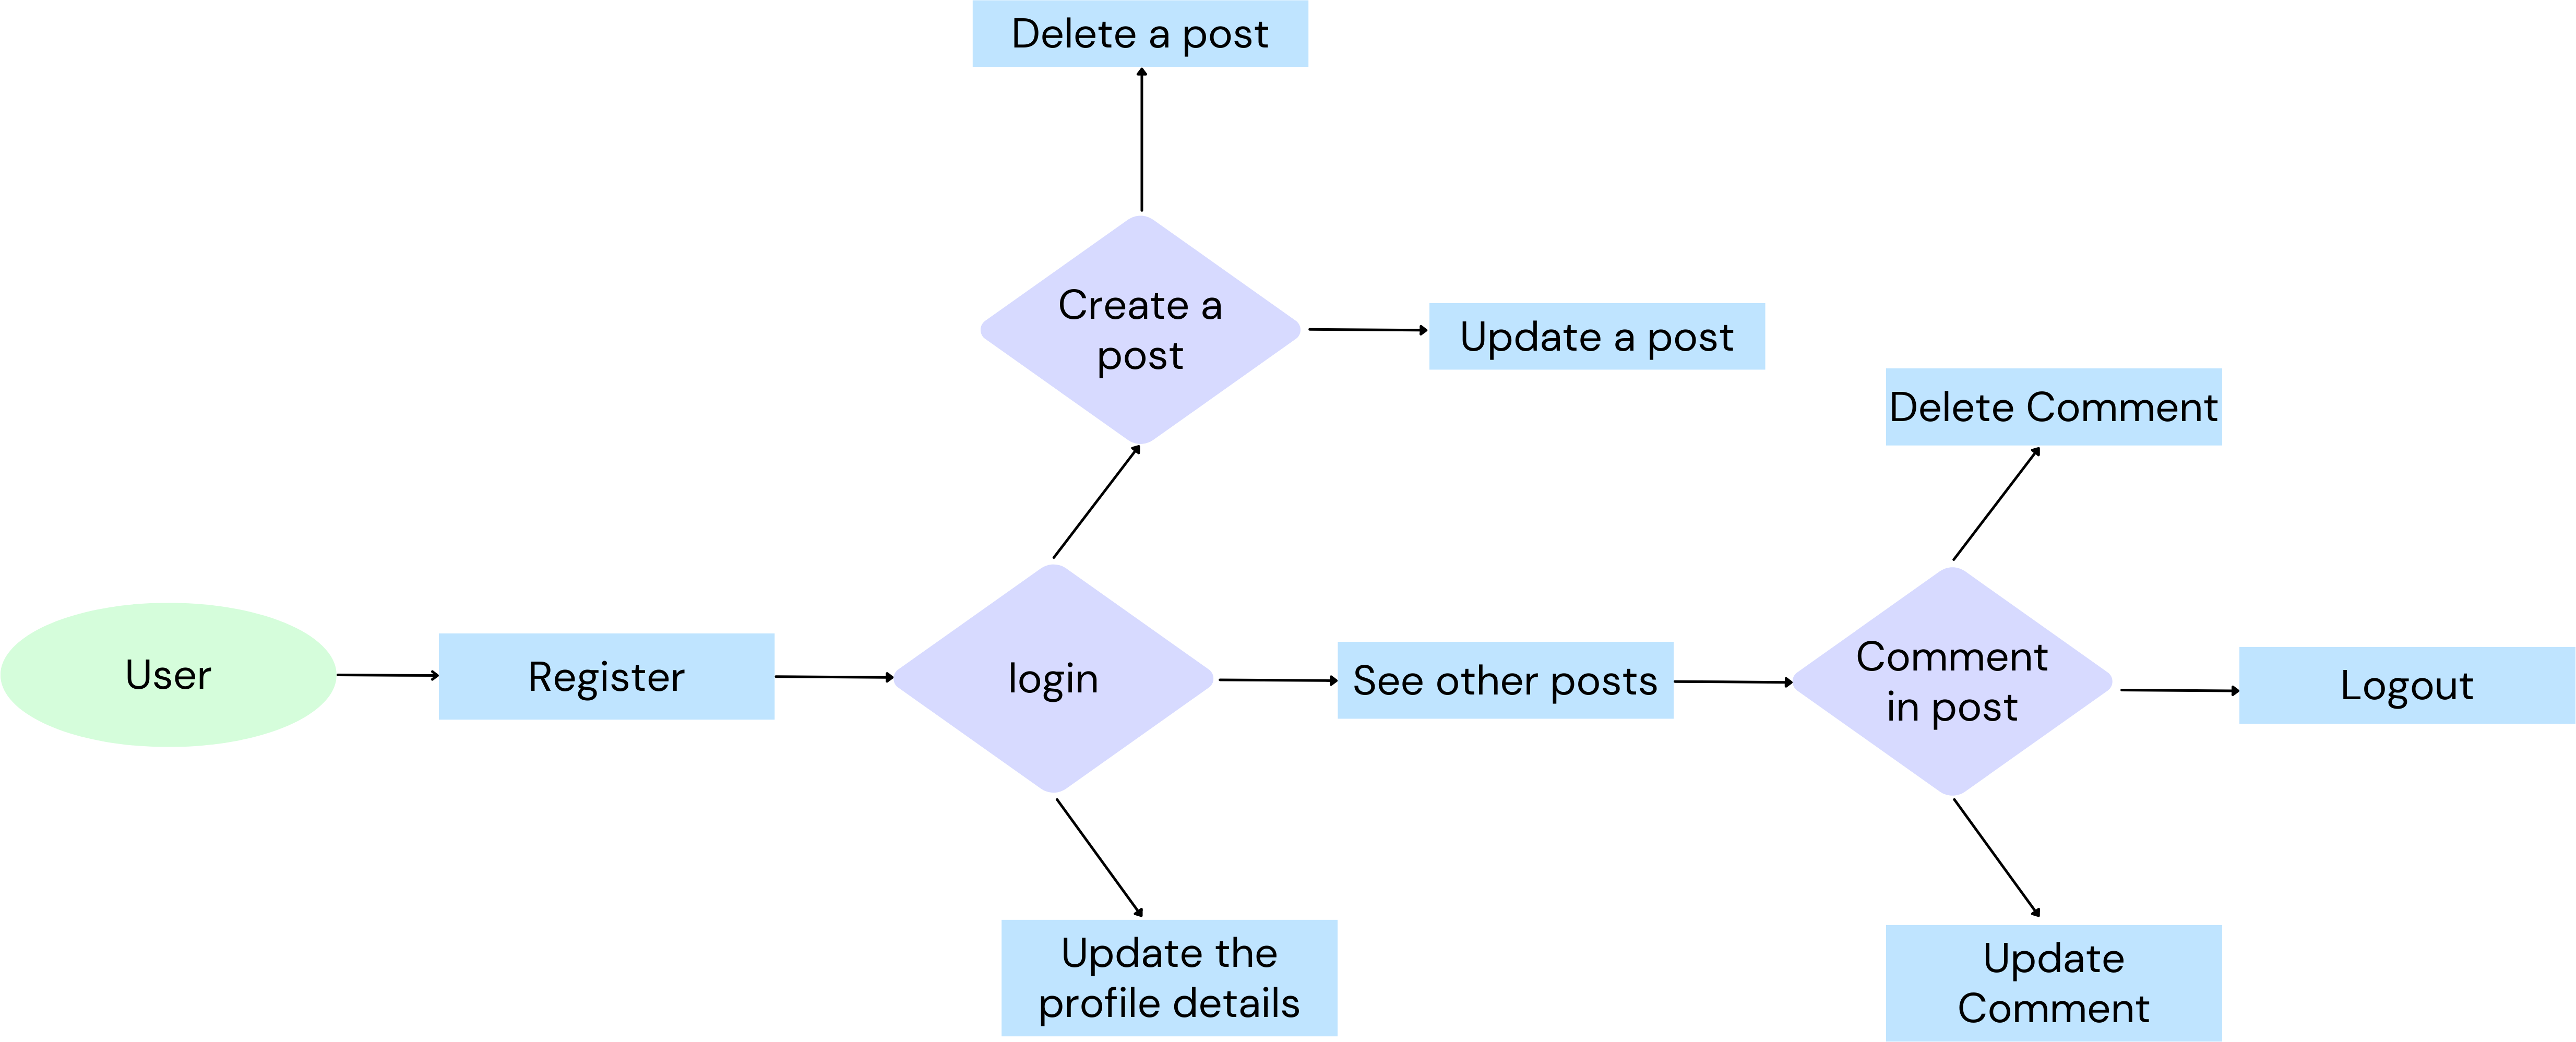 Delete a post
Create a
post
Update a post
Delete Comment
User
Register
login
See other posts
Comment
in post
Logout
Update the
profile details
Update
Comment